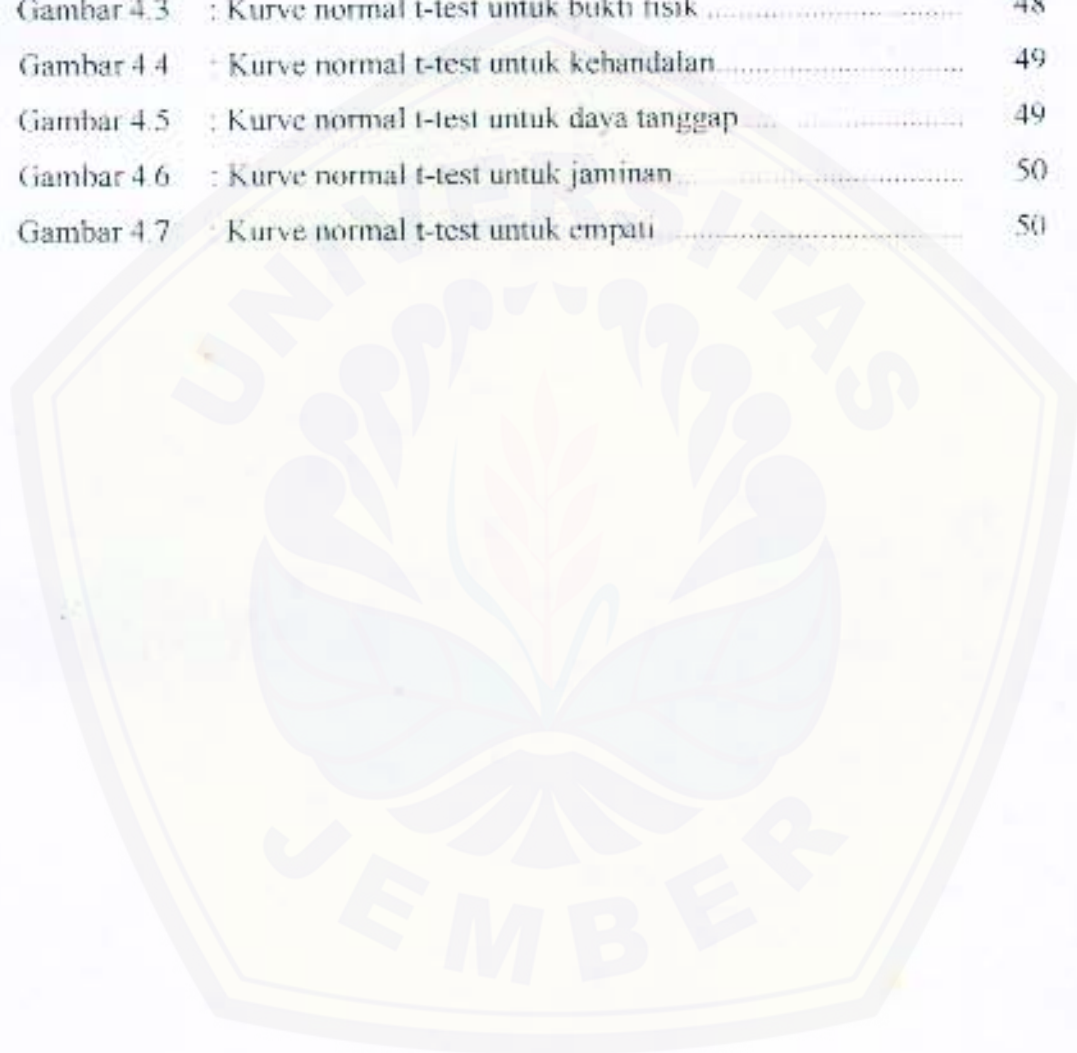 Gambar 4.3 : Kurve normal t-test untuk bukti fisik ........................ 48
Gambar 4.4 : Kurve normal t-test untuk kehandalan ........................ 49
Gambar 4.5 : Kurve normal t-test untuk daya tanggap ........................ 49
Gambar 4.6 : Kurve normal t-test untuk jaminan ........................ 50
Gambar 4.7 : Kurve normal t-test untuk empati ........................ 50
UNIVERSITAS
JEMBER